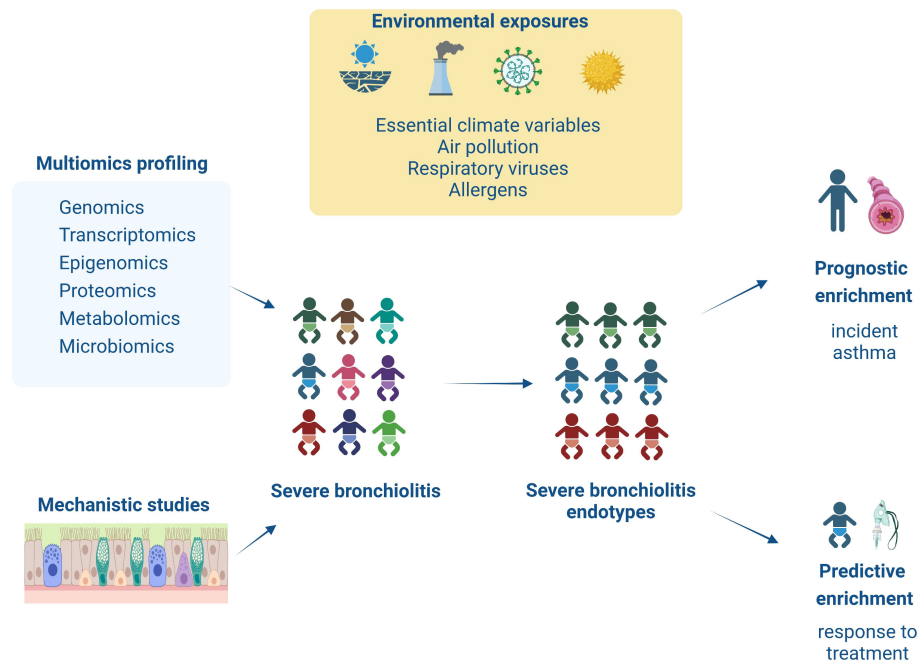 Environmental exposures
Essential climate variables
Air pollution
Respiratory viruses
Allergens
Multiomics profiling
Genomics
Transcriptomics
Epigenomics
Proteomics
Metabolomics
Microbiomics
Mechanistic studies
Severe bronchiolitis
Severe bronchiolitis
endotypes
Prognostic
enrichment
incident
asthma
Predictive
enrichment
response to
treatment